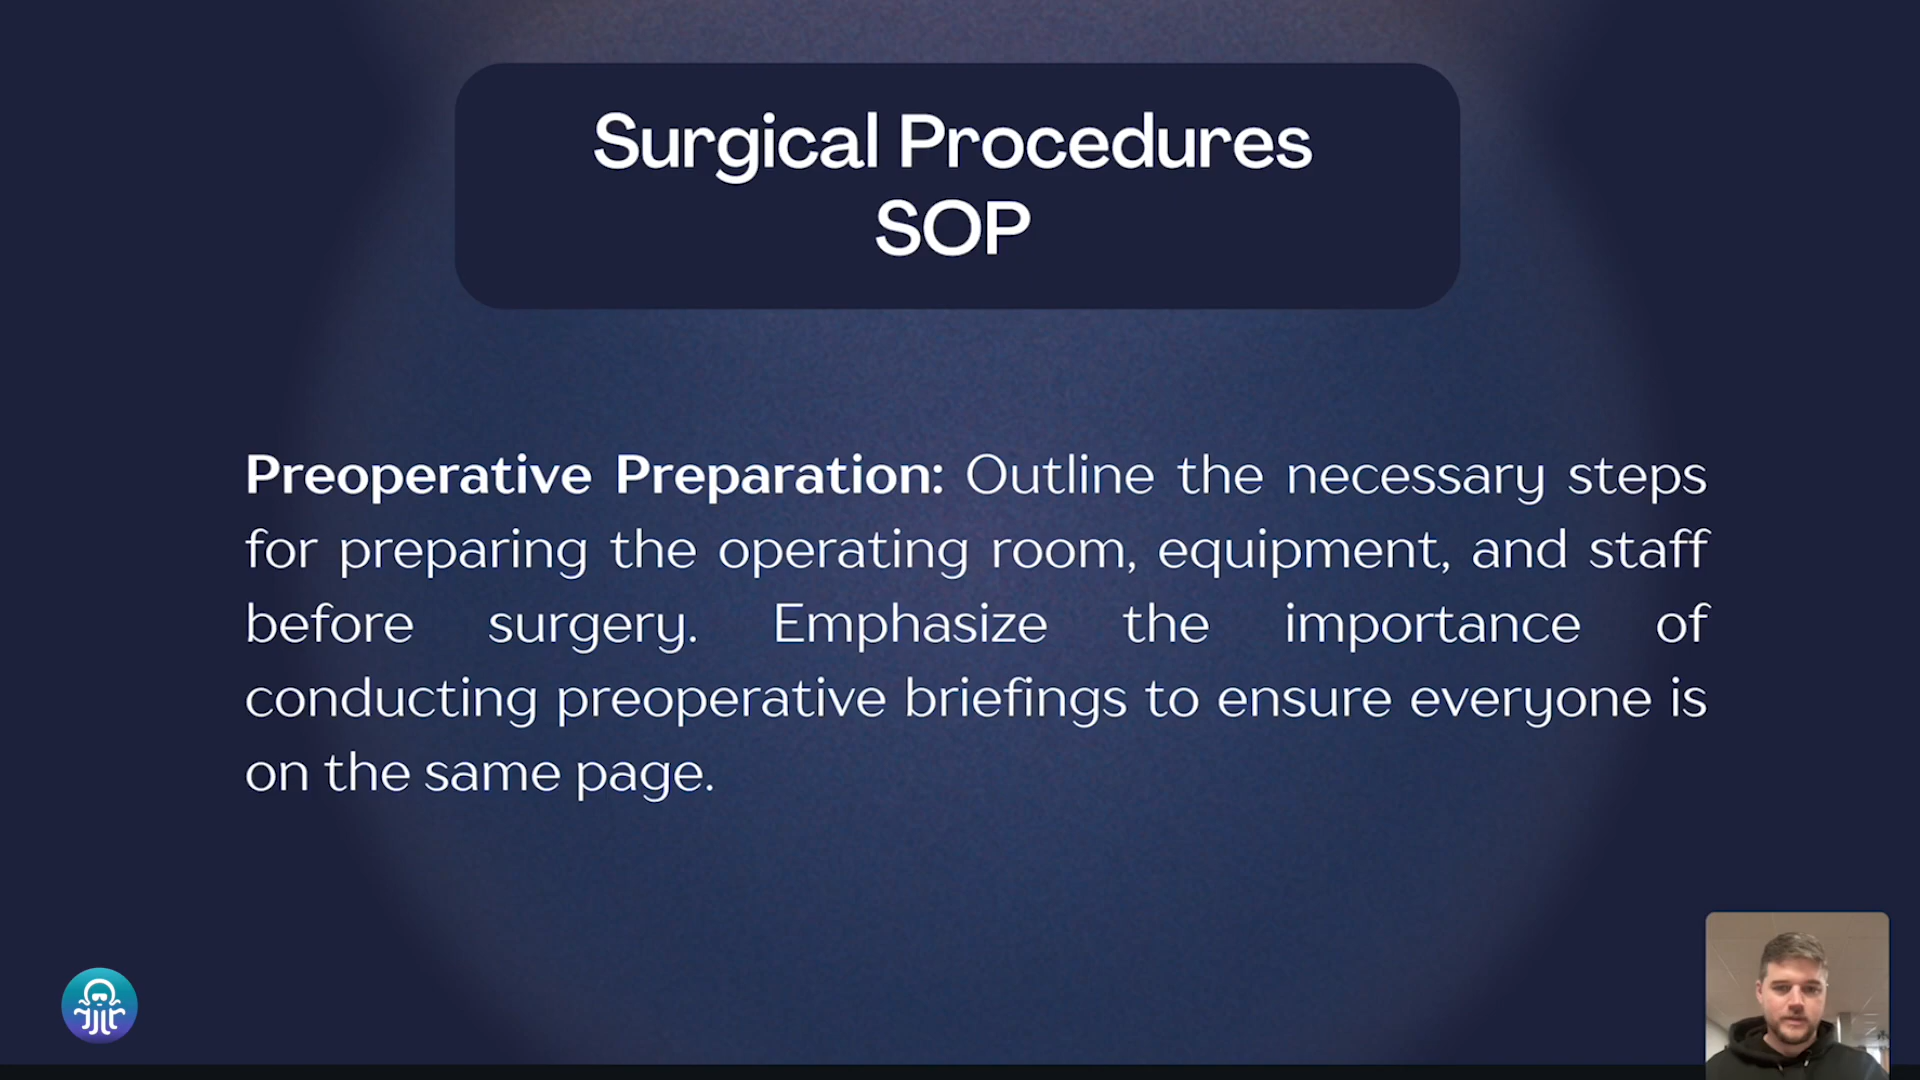 Surgical Procedures
SOP
Preoperative Preparation: Outline the necessary steps
for preparing the operating room, equipment, and staff
before surgery. Emphasize the importance of
conducting preoperative briefings to ensure everyone is
on the same page.